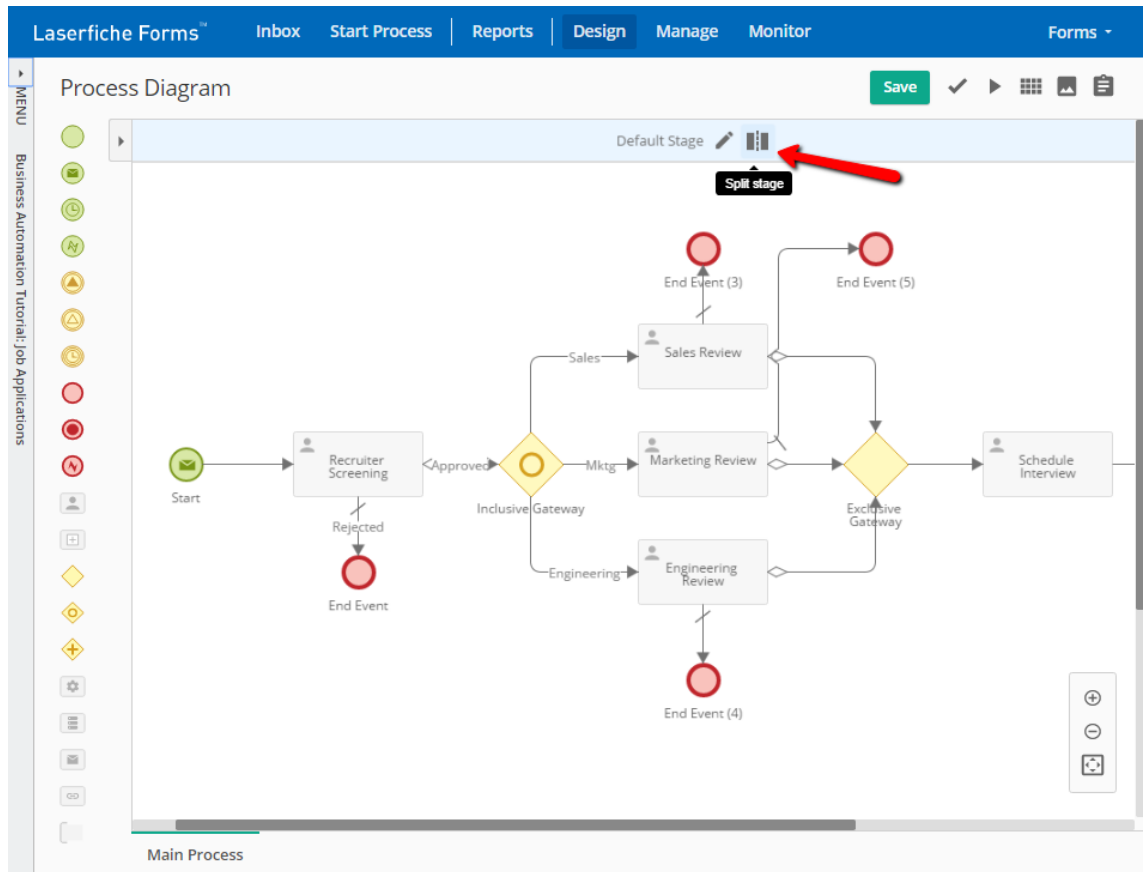 Laserfiche Forms™
Inbox
Start Process
Reports
Design
Manage
Monitor
Forms
MENU
Business Automation Tutorial: Job Applications
Process Diagram
Save
Default Stage
Split stage
End Event (3)
End Event (5)
Sales
Sales Review
Start
Recruiter
Screening
Approved
Inclusive Gateway
Mktg
Marketing Review
Exclusive
Gateway
Schedule
Interview
Rejected
End Event
Engineering
Engineering
Review
End Event (4)
Main Process